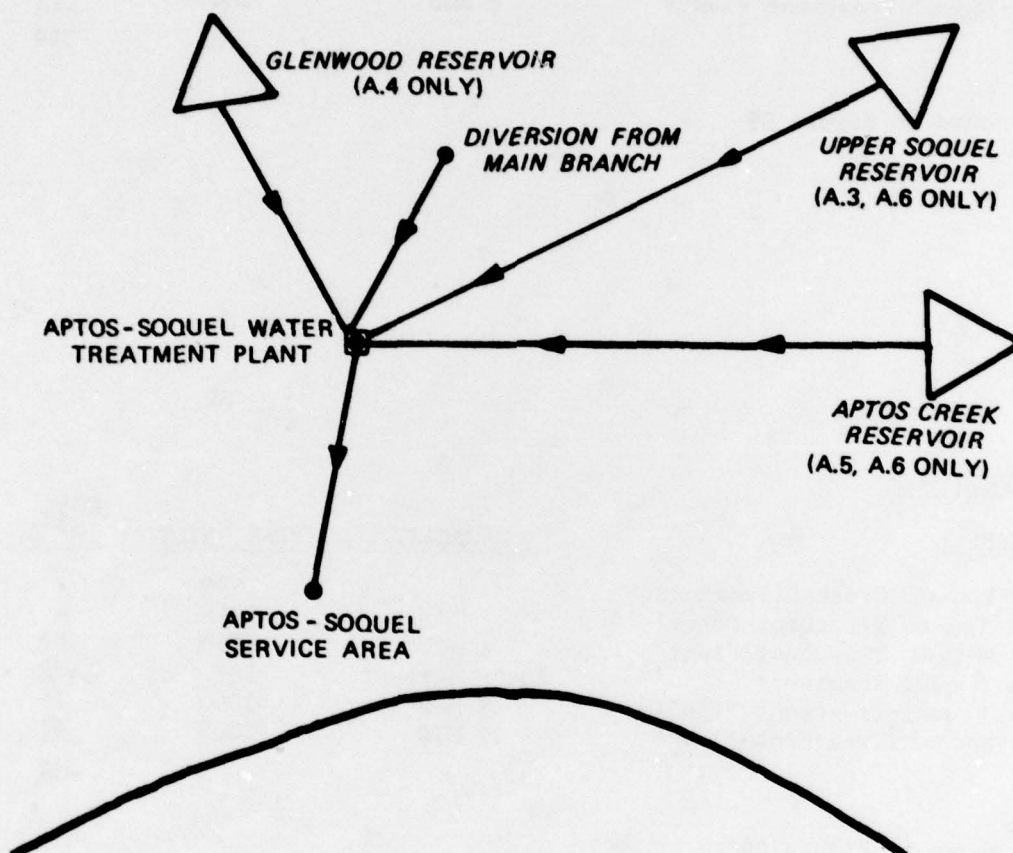 GLENWOOD RESERVOIR
(A.4 ONLY)
DIVERSION FROM
MAIN BRANCH
UPPER SOQUEL
RESERVOIR
(A.3, A.6 ONLY)
APTOS-SOQUEL WATER
TREATMENT PLANT
APTOS CREEK
RESERVOIR
(A.5, A.6 ONLY)
APTOS - SOQUEL
SERVICE AREA